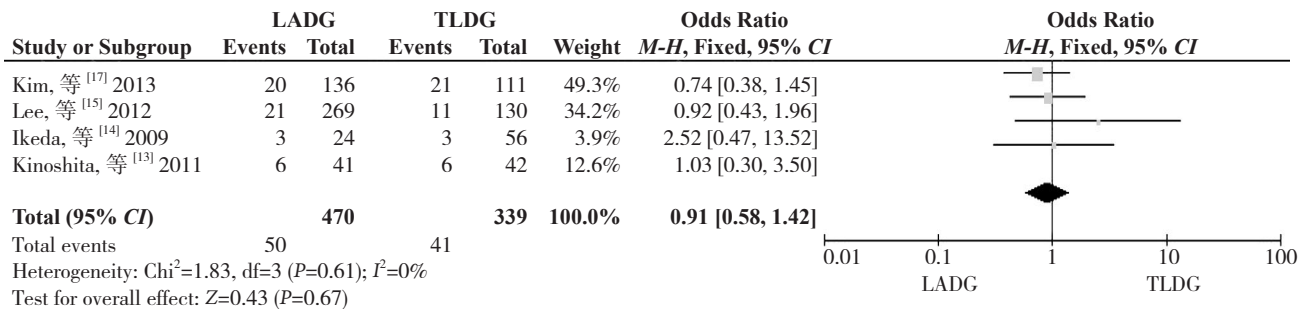 LADG TLDG Odds Ratio Odds Ratio
Study or Subgroup Events Total Events Total Weight M-H, Fixed, 95% CI M-H, Fixed, 95% CI
Kim, 等 [17] 2013 20 136 21 111 49.3% 0.74 [0.38, 1.45]
Lee, 等 [15] 2012 21 269 11 130 34.2% 0.92 [0.43, 1.96]
Ikeda, 等 [14] 2009 3 24 3 56 3.9% 2.52 [0.47, 13.52]
Kinoshita, 等 [13] 2011 6 41 6 42 12.6% 1.03 [0.30, 3.50]
Total (95% CI) 470 339 100.0% 0.91 [0.58, 1.42]
Total events 50 41
Heterogeneity: Chi²=1.83, df=3 (P=0.61); I²=0%
Test for overall effect: Z=0.43 (P=0.67)
0.01 0.1 1 10 100
LADG TLDG